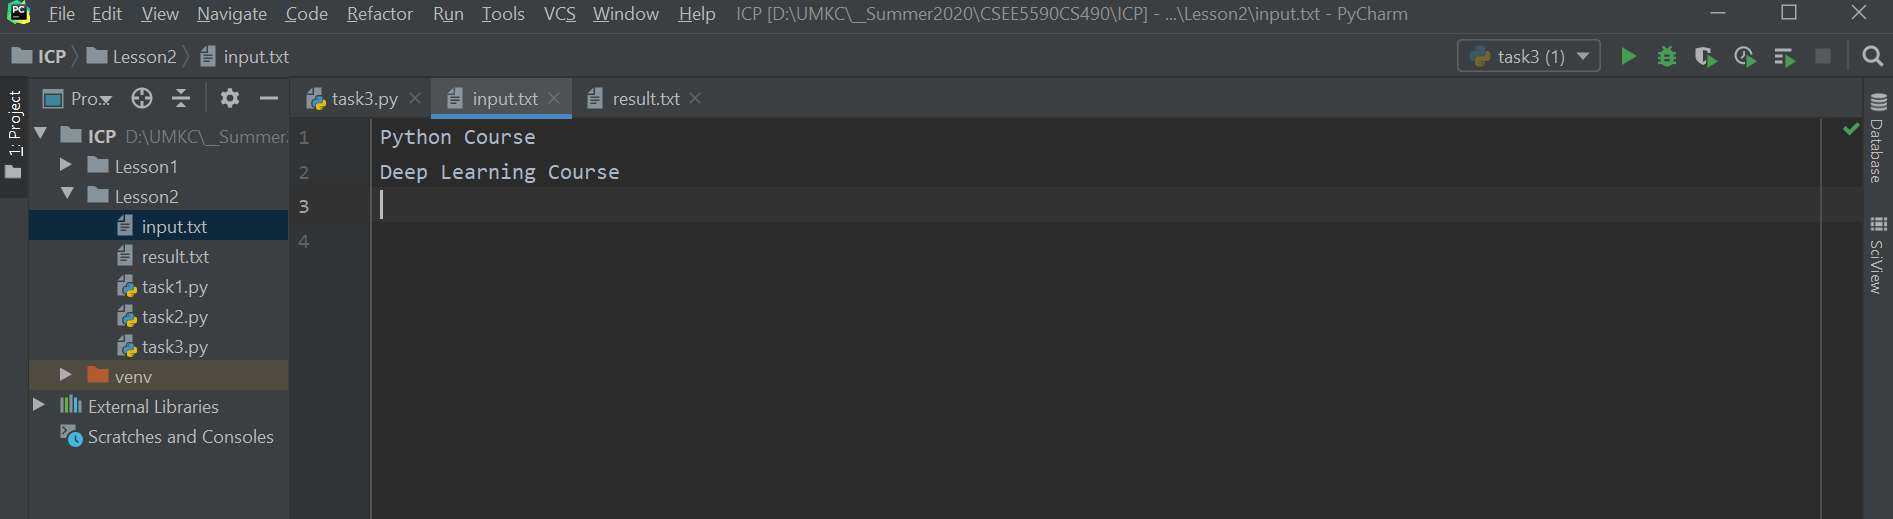 PC File Edit View Navigate Code Refactor Run Tools VCS Window Help ICP [D:\UMKC\__Summer2020\CSEE5590CS490\ICP] - ...\Lesson2\input.txt - PyCharm
ICP Lesson2 input.txt task3 (1)
1: Project
Pro...
task3.py input.txt result.txt
ICP D:\UMKC\__Summer
Lesson1
Lesson2
input.txt
result.txt
task1.py
task2.py
task3.py
venv
External Libraries
Scratches and Consoles
1 Python Course
2 Deep Learning Course
3
4
Database
SciView